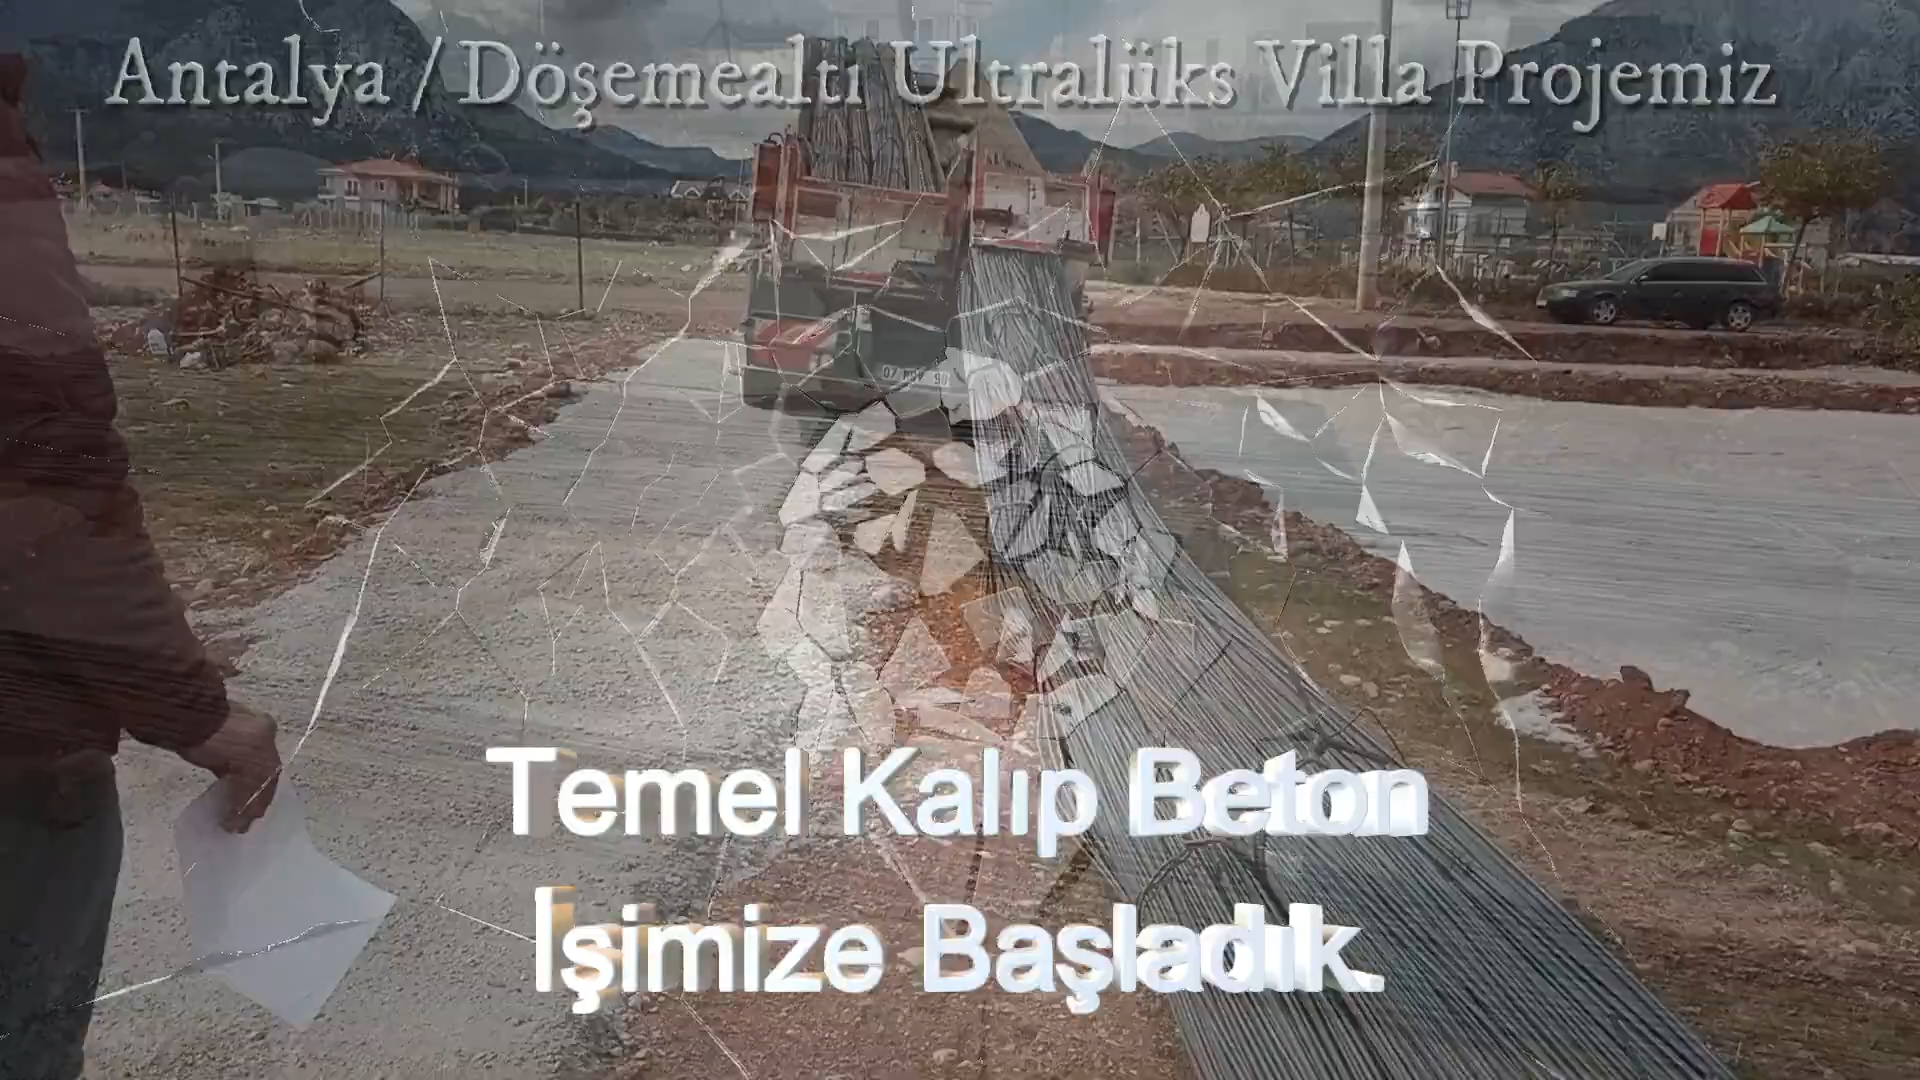 Antalya / Döşemealtı Ultralüks Villa Projemiz
Temel Kalıp Beton
İşimize Başladık.